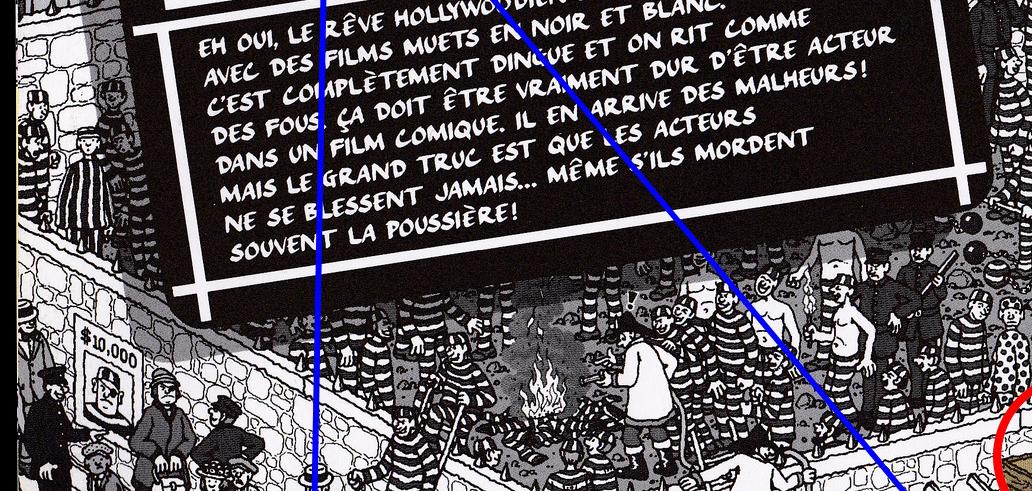 EH OUI, LE RÊVE HOLLYWOODIEN
AVEC DES FILMS MUETS EN NOIR ET BLANC.
C'EST COMPLÈTEMENT DINGUE ET ON RIT COMME
DES FOUS. ÇA DOIT ÊTRE VRAIMENT DUR D'ÊTRE ACTEUR
DANS UN FILM COMIQUE. IL EN ARRIVE DES MALHEURS!
MAIS LE GRAND TRUC EST QUE LES ACTEURS
NE SE BLESSENT JAMAIS... MÊME S'ILS MORDENT
SOUVENT LA POUSSIÈRE!
$10,000